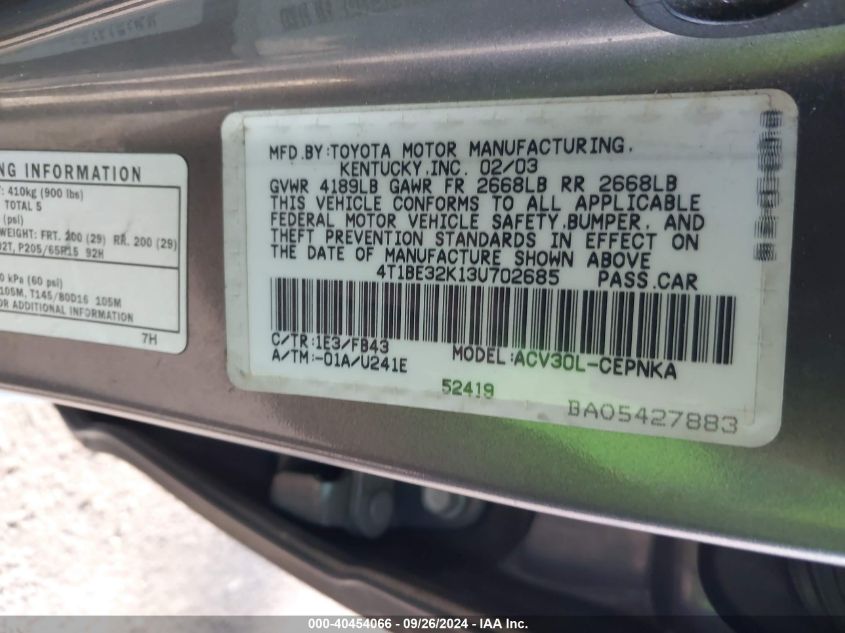 NG INFORMATION
410kg (900 lbs)
TOTAL 5
(psi)
WEIGHT: FRT. 200 (29) RR. 200 (29)
P205/65R15 92H
kPa (60 psi)
105M, T145/80D16 105M
ADDITIONAL INFORMATION
7H
MFD.BY:TOYOTA MOTOR MANUFACTURING,
KENTUCKY,INC. 02/03
GVWR 4189LB GAWR FR 2668LB RR 2668LB
THIS VEHICLE CONFORMS TO ALL APPLICABLE
FEDERAL MOTOR VEHICLE SAFETY,BUMPER, AND
THEFT PREVENTION STANDARDS IN EFFECT ON
THE DATE OF MANUFACTURE SHOWN ABOVE
4T1BE32K13U702685 PASS.CAR
C/TR:1E3/FB43
A/TM:-01A/U241E
MODEL:ACV30L-CEPNKA
52419
BA05427883
000-40454066 - 09/26/2024 - IAA Inc.